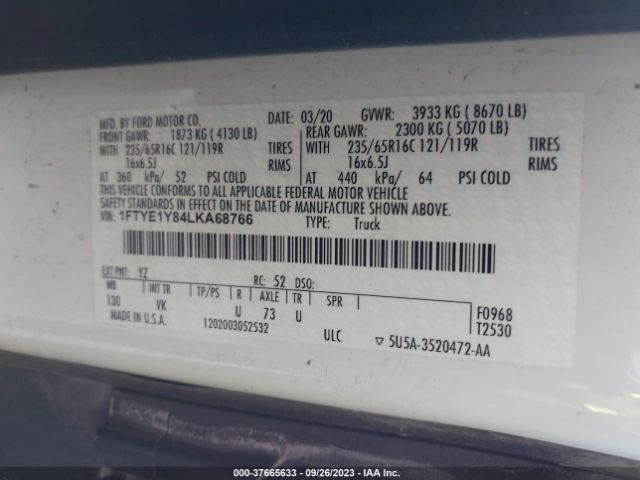 MFD. BY FORD MOTOR CO. DATE: 03/20 GVWR: 3933 KG ( 8670 LB)
FRONT GAWR: 1873 KG ( 4130 LB) REAR GAWR: 2300 KG ( 5070 LB)
WITH 235/65R16C 121/119R TIRES WITH 235/65R16C 121/119R TIRES
16x6.5J RIMS 16x6.5J RIMS
AT 360 kPa/ 52 PSI COLD AT 440 kPa/ 64 PSI COLD
THIS VEHICLE CONFORMS TO ALL APPLICABLE FEDERAL MOTOR VEHICLE
SAFETY STANDARDS IN EFFECT ON THE DATE OF MANUFACTURE SHOWN ABOVE.
VIN: 1FTYE1Y84LKA68766 TYPE: Truck
EXT PNT: YZ RC: 52 DSO:
WB INT TR TP/PS R AXLE TR SPR
130 VK U 73 U F0968
MADE IN U.S.A. 1202003052532 ULC T2530
▽ 5U5A-3520472-AA
000-37665633 / 09/26/2023 / IAA Inc.